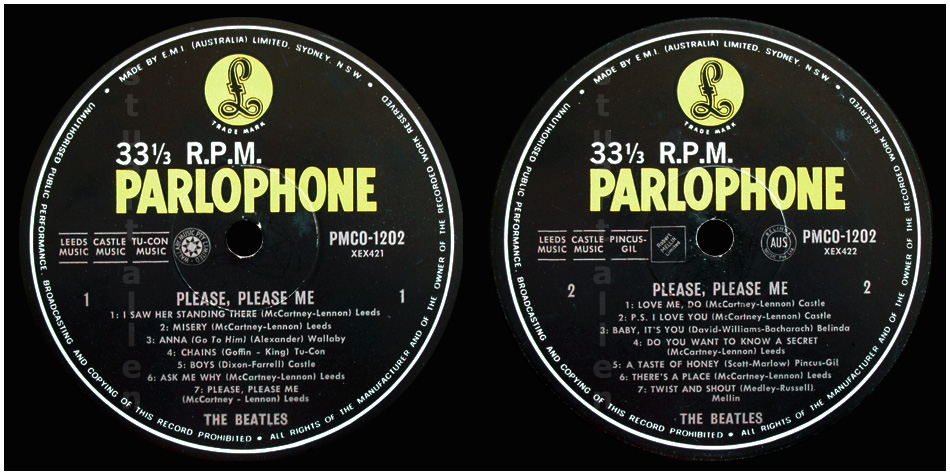 MADE BY E.M.I (AUSTRALIA) LIMITED, SYDNEY, N S W
UNAUTHORISED PUBLIC PERFORMANCE, BROADCASTING AND COPYING OF THIS RECORD PROHIBITED • ALL RIGHTS OF THE MANUFACTURER AND OF THE OWNER OF THE RECORDED WORK RESERVED
£
TRADE MARK
33⅓ R.P.M.
PARLOPHONE
LEEDS MUSIC CASTLE MUSIC TU-CON MUSIC
PMCO-1202
XEX421
1 PLEASE, PLEASE ME 1
1: I SAW HER STANDING THERE (McCartney-Lennon) Leeds
2: MISERY (McCartney-Lennon) Leeds
3: ANNA (Go To Him) (Alexander) Wallaby
4: CHAINS (Goffin - King) Tu-Con
5: BOYS (Dixon-Farrell) Castle
6: ASK ME WHY (McCartney-Lennon) Leeds
7: PLEASE, PLEASE ME
(McCartney - Lennon) Leeds
THE BEATLES
MADE BY E.M.I. (AUSTRALIA) LIMITED, SYDNEY, N S W
UNAUTHORISED PUBLIC PERFORMANCE, BROADCASTING AND COPYING OF THIS RECORD PROHIBITED • ALL RIGHTS OF THE MANUFACTURER AND OF THE OWNER OF THE RECORDED WORK RESERVED
£
TRADE MARK
33⅓ R.P.M.
PARLOPHONE
LEEDS MUSIC CASTLE MUSIC PINCUS-GIL
Robert
MELLIN
Limited
AUS
PMCO-1202
XEX422
2 PLEASE, PLEASE ME 2
1: LOVE ME, DO (McCartney-Lennon) Castle
2: P.S. I LOVE YOU (McCartney-Lennon) Castle
3: BABY, IT'S YOU (David-Williams-Bacharach) Belinda
4: DO YOU WANT TO KNOW A SECRET
(McCartney-Lennon) Leeds
5: A TASTE OF HONEY (Scott-Marlow) Pincus-Gil
6: THERE'S A PLACE (McCartney-Lennon) Leeds
7: TWIST AND SHOUT (Medley-Russell)
Mellin
THE BEATLES